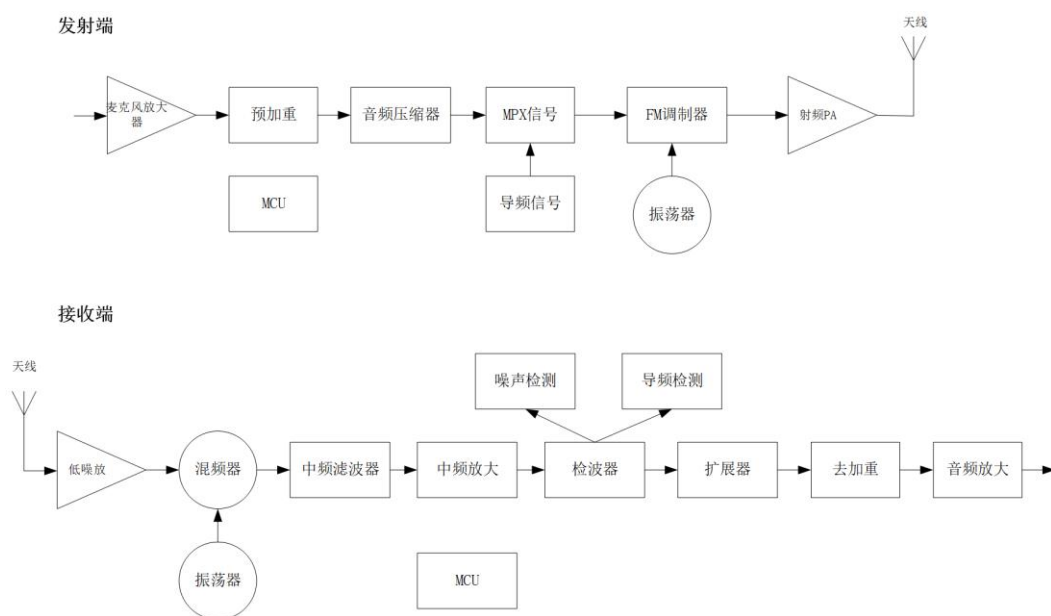 发射端
天线
麦克风放大
器
预加重
音频压缩器
MPX信号
FM调制器
射频PA
MCU
导频信号
振荡器
接收端
天线
噪声检测
导频检测
低噪放
混频器
中频滤波器
中频放大
检波器
扩展器
去加重
音频放大
振荡器
MCU